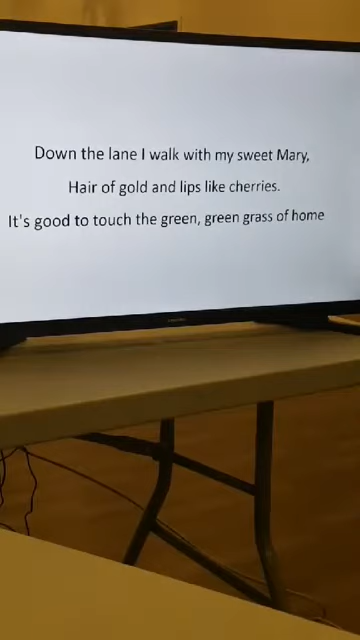 Down the lane I walk with my sweet Mary,
Hair of gold and lips like cherries.
It's good to touch the green, green grass of home